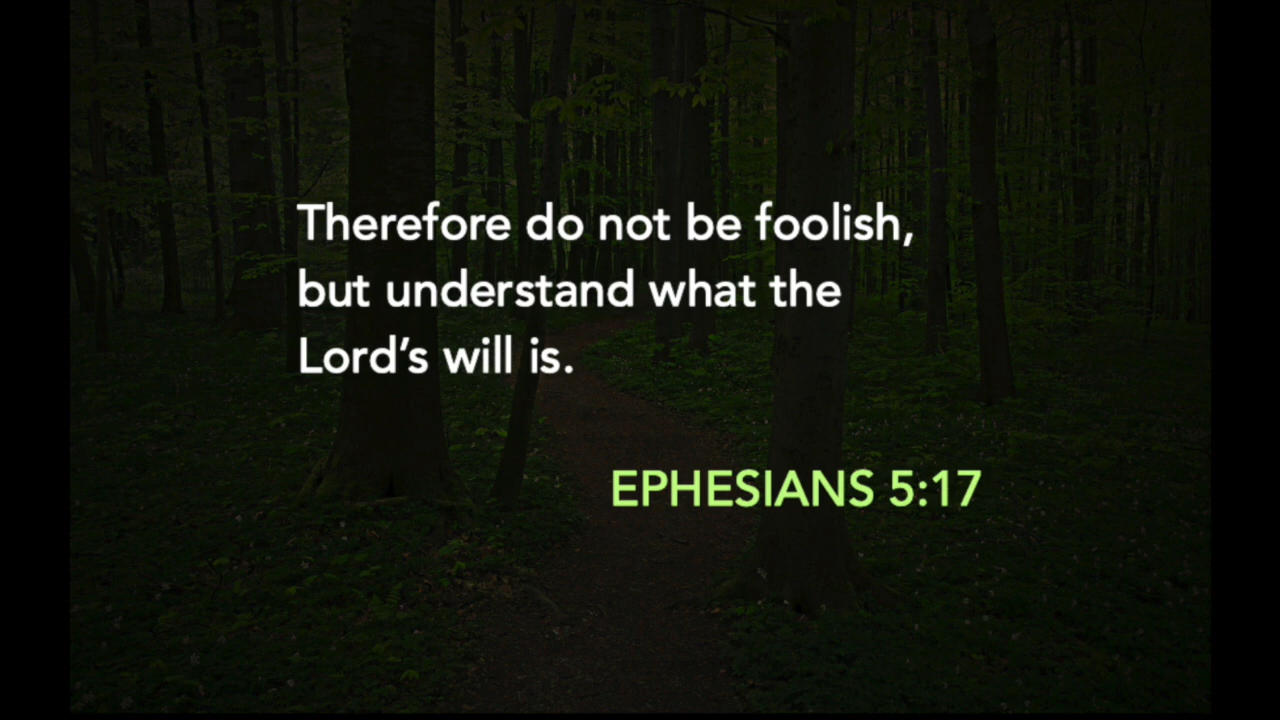 Therefore do not be foolish,
but understand what the
Lord’s will is.
EPHESIANS 5:17